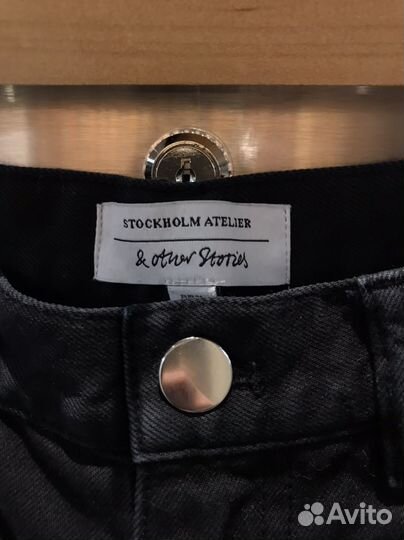 STOCKHOLM ATELIER
& Other Stories
Avito